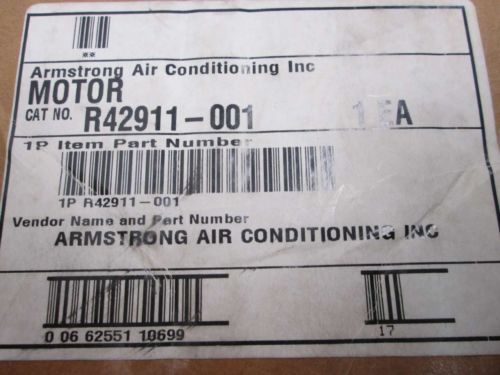 **
Armstrong Air Conditioning Inc
MOTOR
CAT NO. R42911-001 1 EA
1P Item Part Number
1P R42911-001
Vendor Name and Part Number
ARMSTRONG AIR CONDITIONING INC
0 06 62551 10699
17